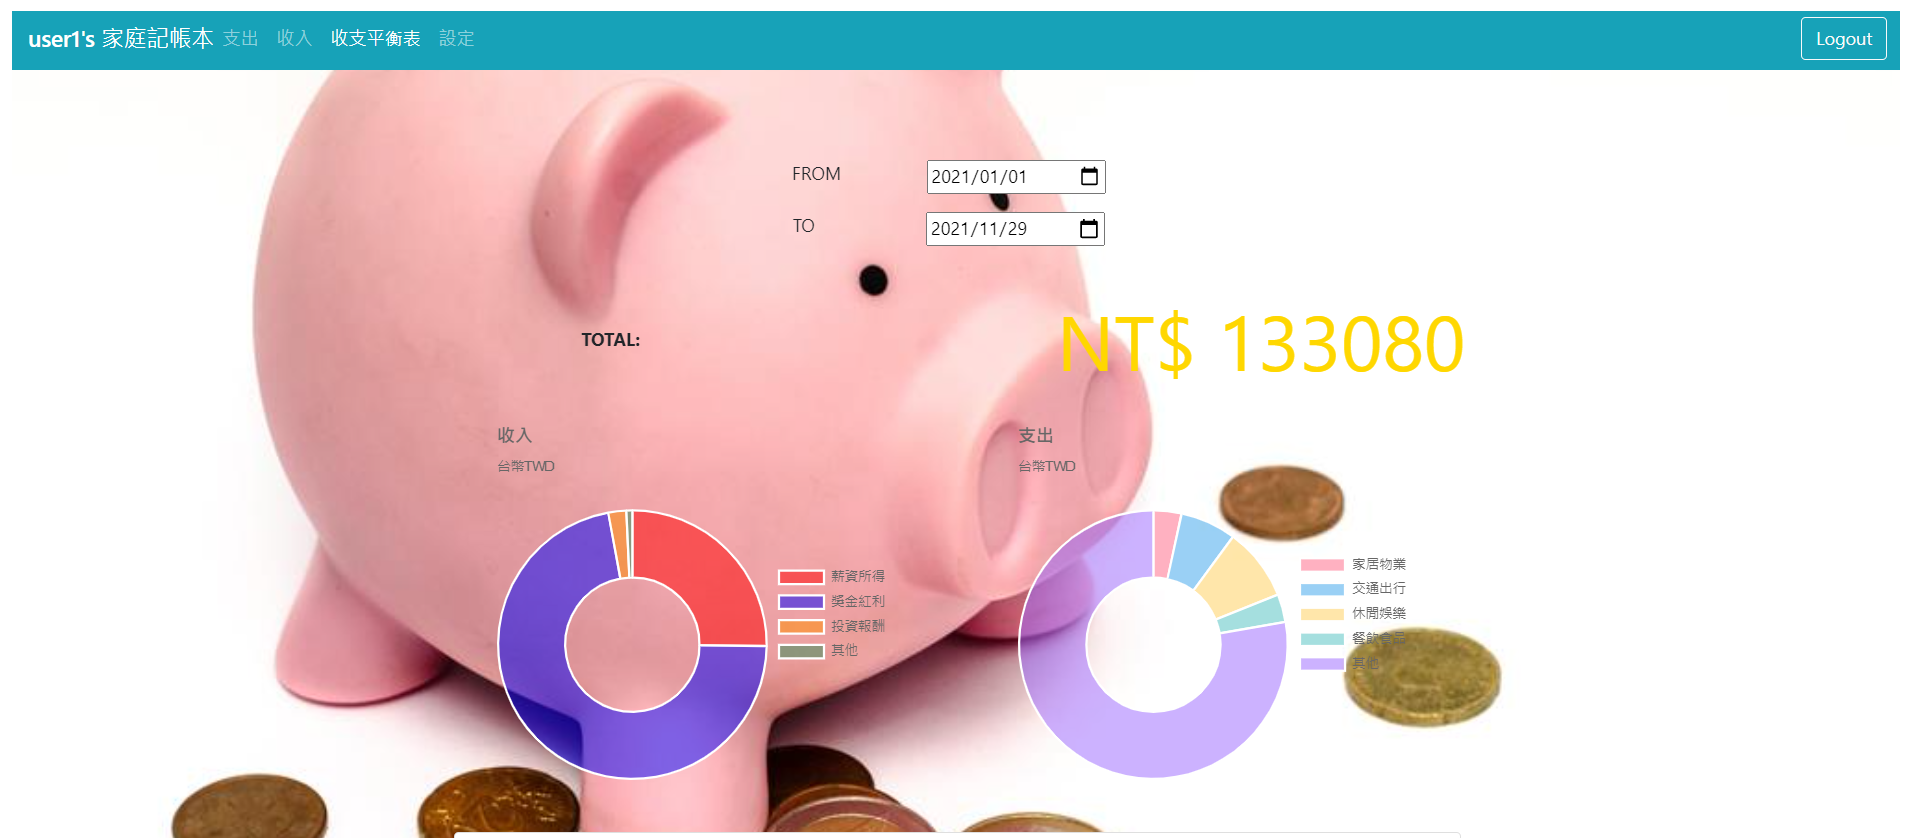 user1's 家庭記帳本 支出 收入 收支平衡表 設定 Logout
FROM 2021/01/01
TO 2021/11/29
TOTAL: NT$ 133080
收入
台幣TWD
薪資所得
獎金紅利
投資報酬
其他
支出
台幣TWD
家居物業
交通出行
休閒娛樂
餐飲食品
其他